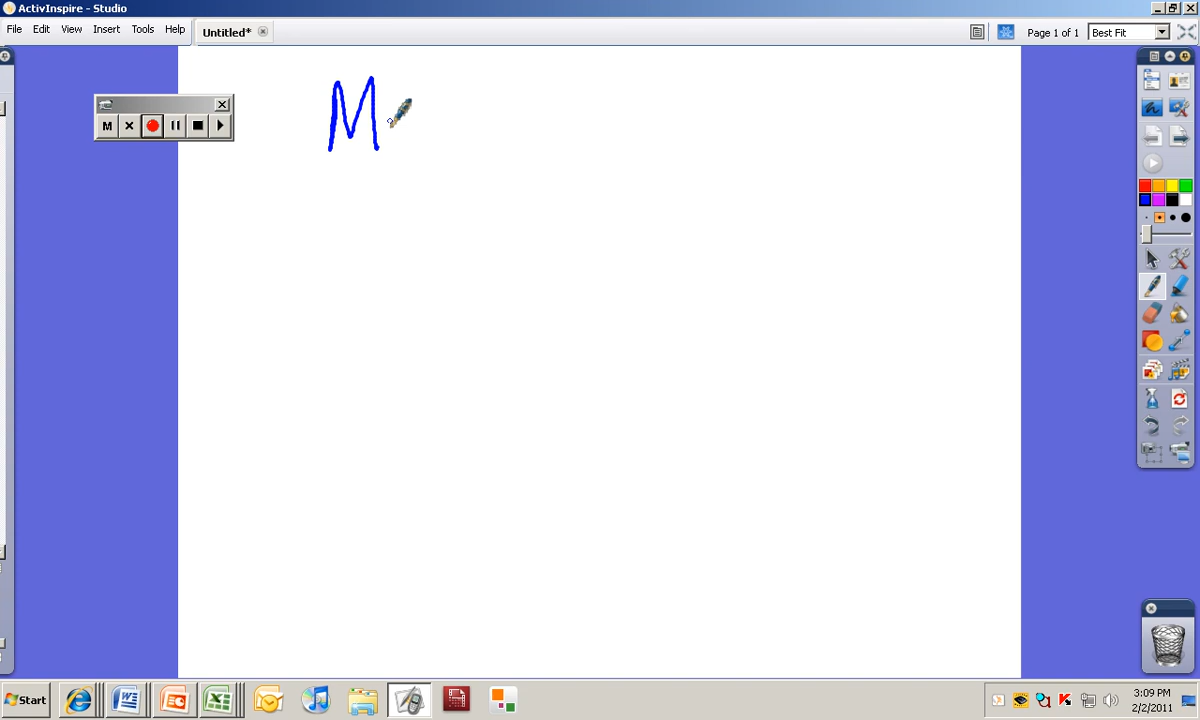 ActivInspire - Studio
File Edit View Insert Tools Help Untitled* Page 1 of 1 Best Fit
M
M
Start 3:09 PM
2/2/2011